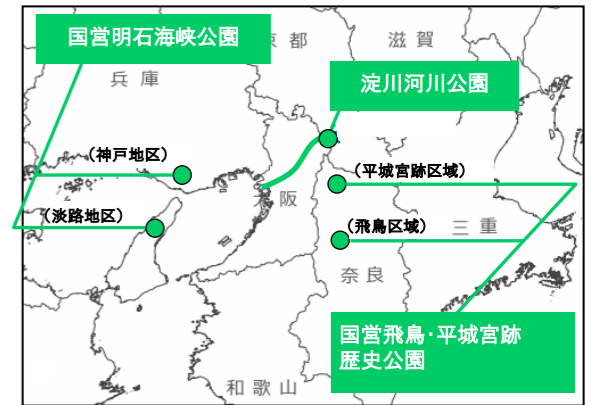 国営明石海峡公園
京都
滋賀
兵庫
淀川河川公園
（神戸地区）
（平城宮跡区域）
大阪
（淡路地区）
（飛鳥区域）
三重
奈良
国営飛鳥・平城宮跡
歴史公園
和歌山